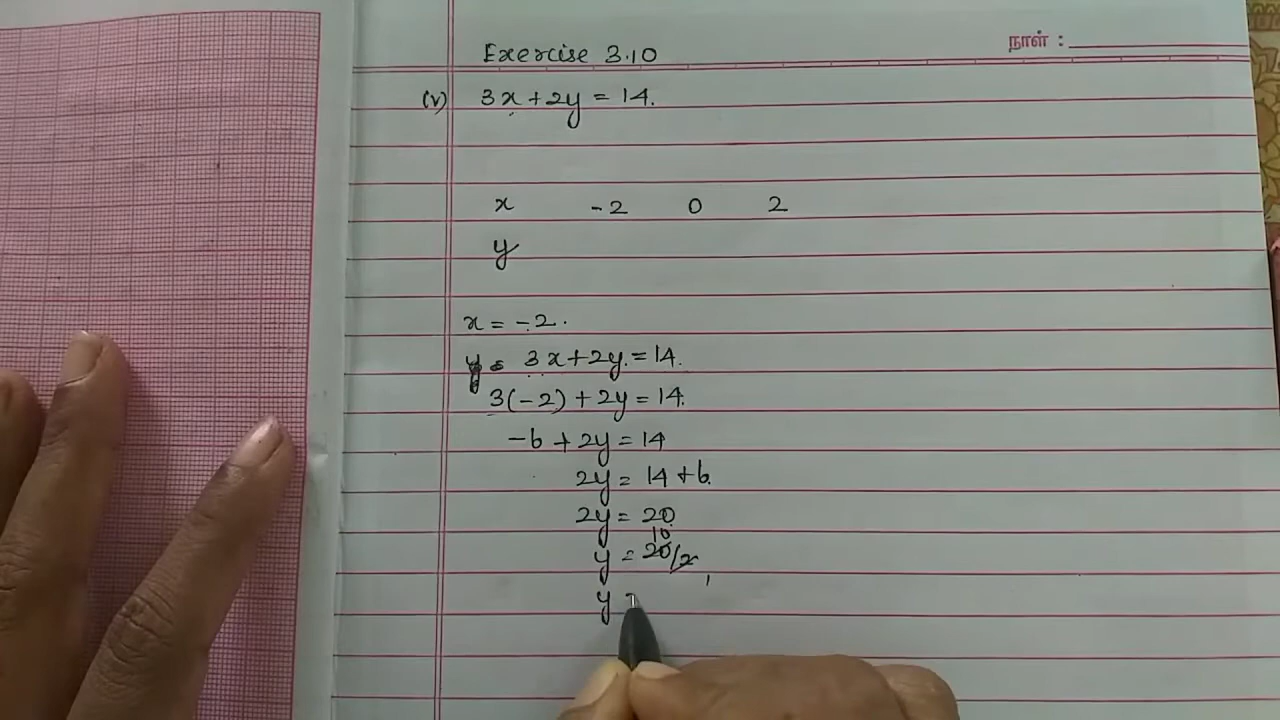 நாள் :
Exercise 3.10
(v) 3x + 2y = 14.
x -2 0 2
y
x = -2.
3x + 2y = 14.
3(-2) + 2y = 14.
-6 + 2y = 14
2y = 14 + 6.
2y = 20
10
y = 20/2
1
y =